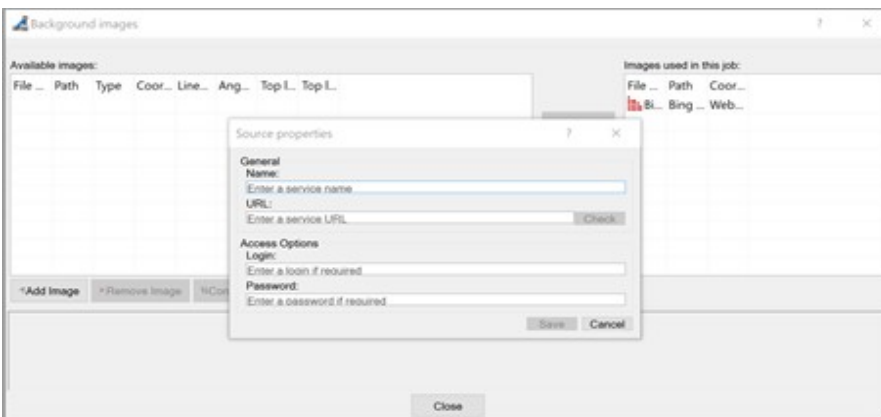 Background images
Available images:
File ... Path Type Coor... Line... Ang... Top l... Top l...
Images used in this job:
File ... Path Coor...
Bi... Bing ... Web...
Source properties
General
Name:
Enter a service name
URL:
Enter a service URL
Check
Access Options
Login:
Enter a login if required
Password:
Enter a password if required
Save Cancel
Add Image Remove Image
Close